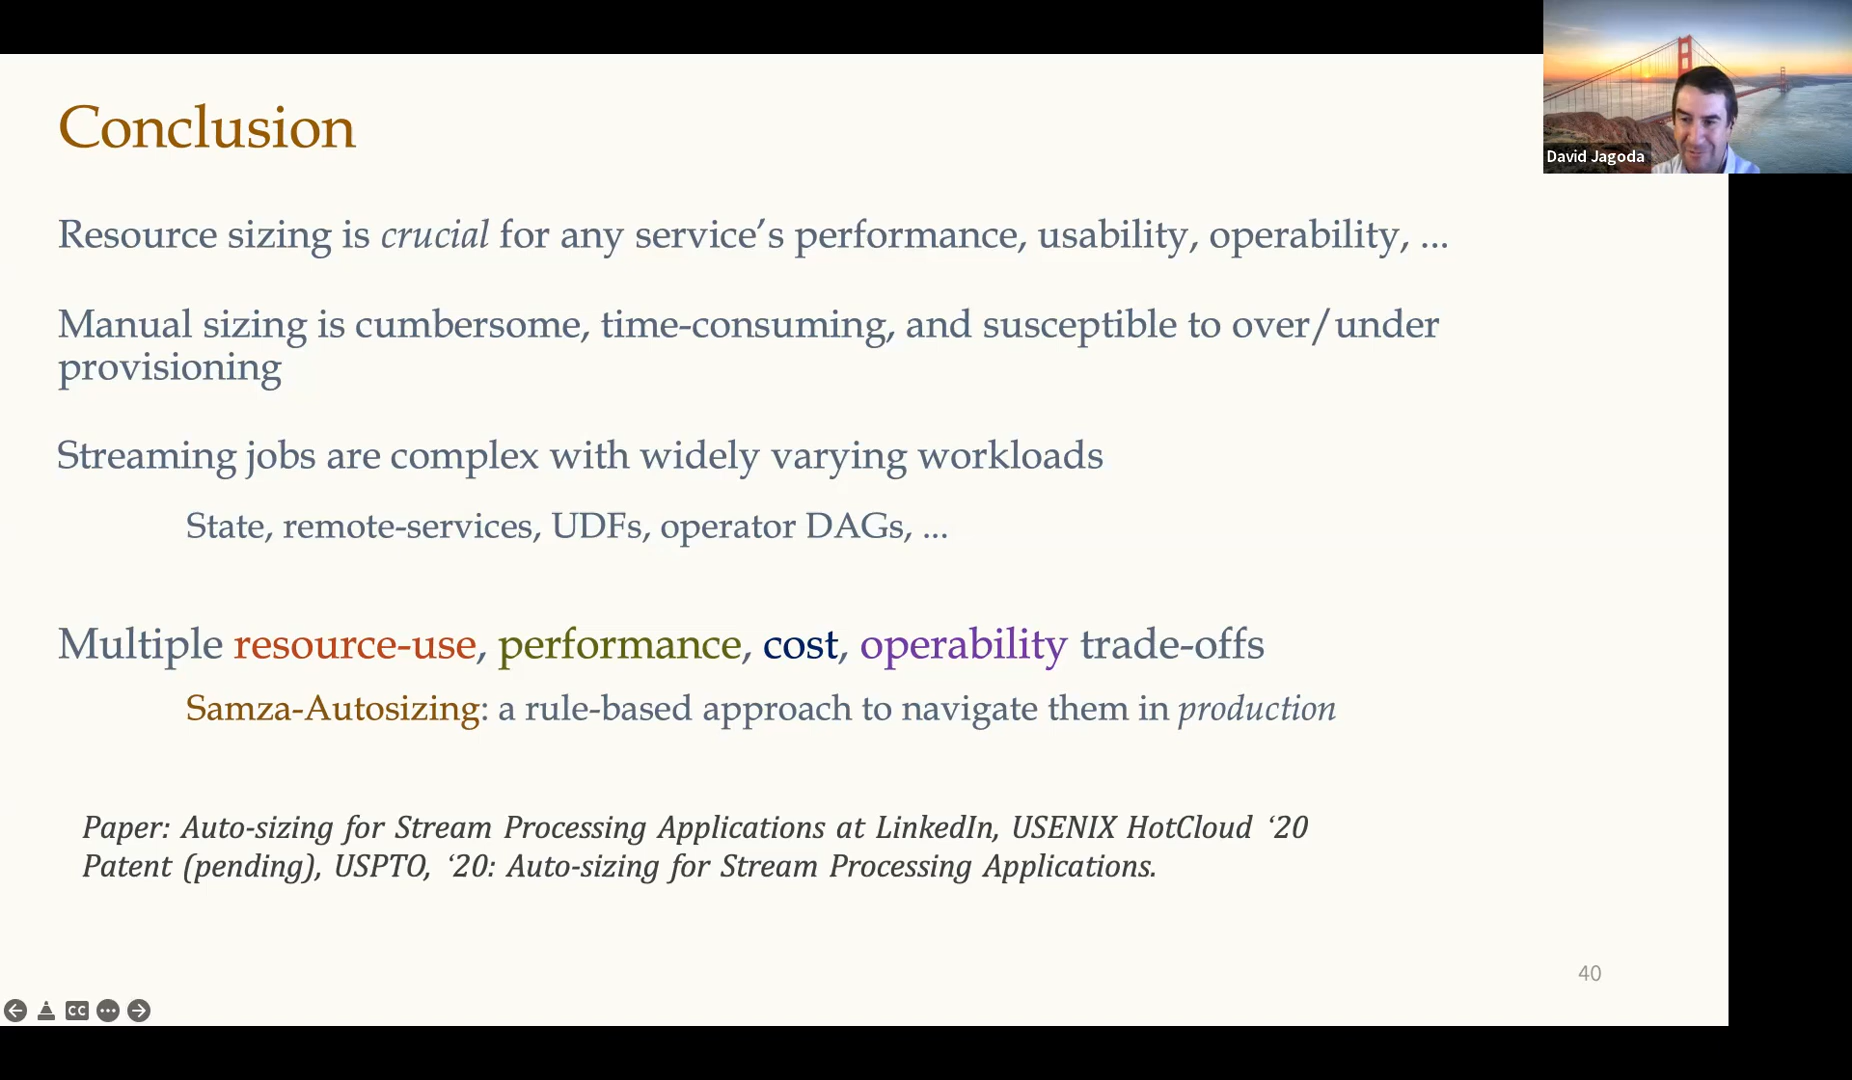 Conclusion
David Jagoda
Resource sizing is crucial for any service’s performance, usability, operability, ...
Manual sizing is cumbersome, time-consuming, and susceptible to over/under
provisioning
Streaming jobs are complex with widely varying workloads
State, remote-services, UDFs, operator DAGs, ...
Multiple resource-use, performance, cost, operability trade-offs
Samza-Autosizing: a rule-based approach to navigate them in production
Paper: Auto-sizing for Stream Processing Applications at LinkedIn, USENIX HotCloud ‘20
Patent (pending), USPTO, ‘20: Auto-sizing for Stream Processing Applications.
40
CC